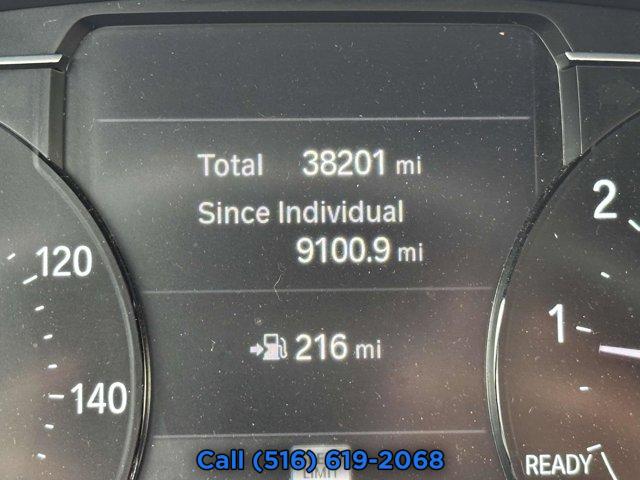 Total 38201 mi
Since Individual
9100.9 mi
216 mi
120
140
2
1
READY
LIMIT
Call (516) 619-2068